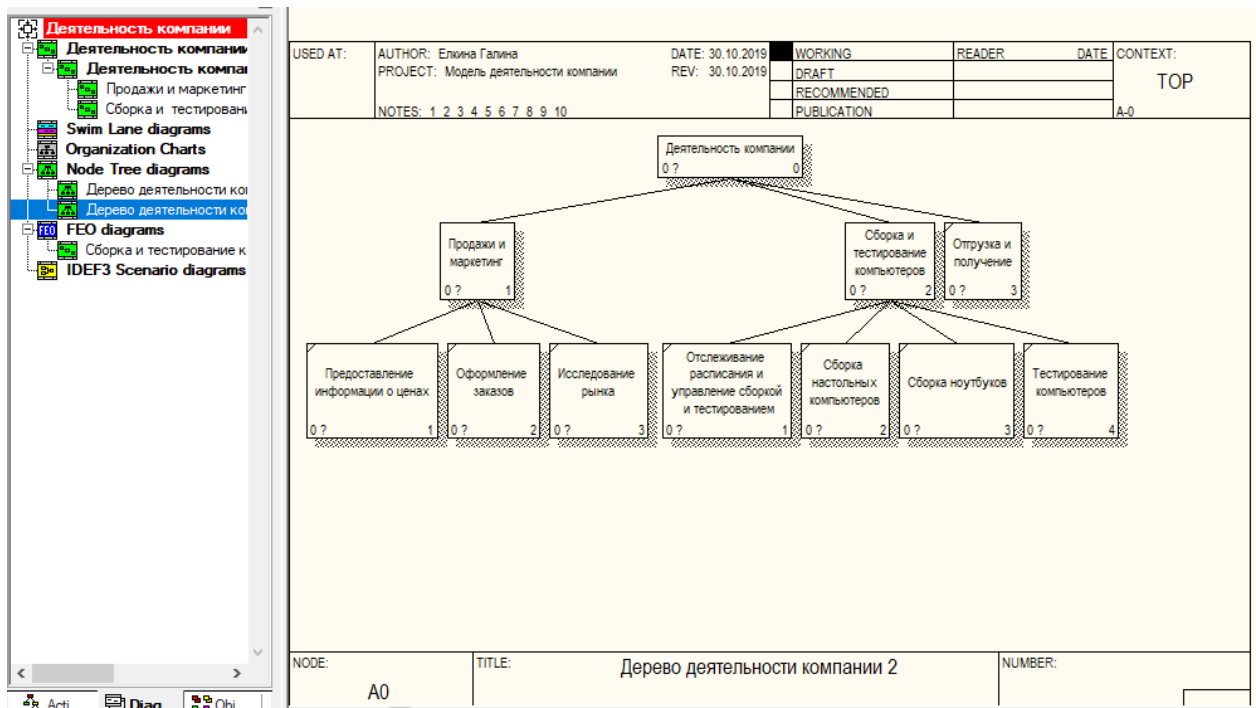 Деятельность компании
Деятельность компании
Деятельность компа
Продажи и маркетинг
Сборка и тестирован
Swim Lane diagrams
Organization Charts
Node Tree diagrams
Дерево деятельности ко
Дерево деятельности ко
FEO diagrams
FEO
Сборка и тестирование к
IDEF3 Scenario diagrams
Acti
Diag
Obj
USED AT:
AUTHOR: Елкина Галина
DATE: 30.10.2019
PROJECT: Модель деятельности компании
REV: 30.10.2019
NOTES: 1 2 3 4 5 6 7 8 9 10
WORKING
DRAFT
RECOMMENDED
PUBLICATION
READER
DATE
CONTEXT:
TOP
A-0
Деятельность компании
0 ? 0
Продажи и
маркетинг
0 ? 1
Сборка и
тестирование
компьютеров
0 ? 2
Отгрузка и
получение
0 ? 3
Предоставление
информации о ценах
0 ? 1
Оформление
заказов
0 ? 2
Исследование
рынка
0 ? 3
Отслеживание
расписания и
управление сборкой
и тестированием
0 ? 1
Сборка
настольных
компьютеров
0 ? 2
Сборка ноутбуков
0 ? 3
Тестирование
компьютеров
0 ? 4
NODE:
A0
TITLE:
Дерево деятельности компании 2
NUMBER: